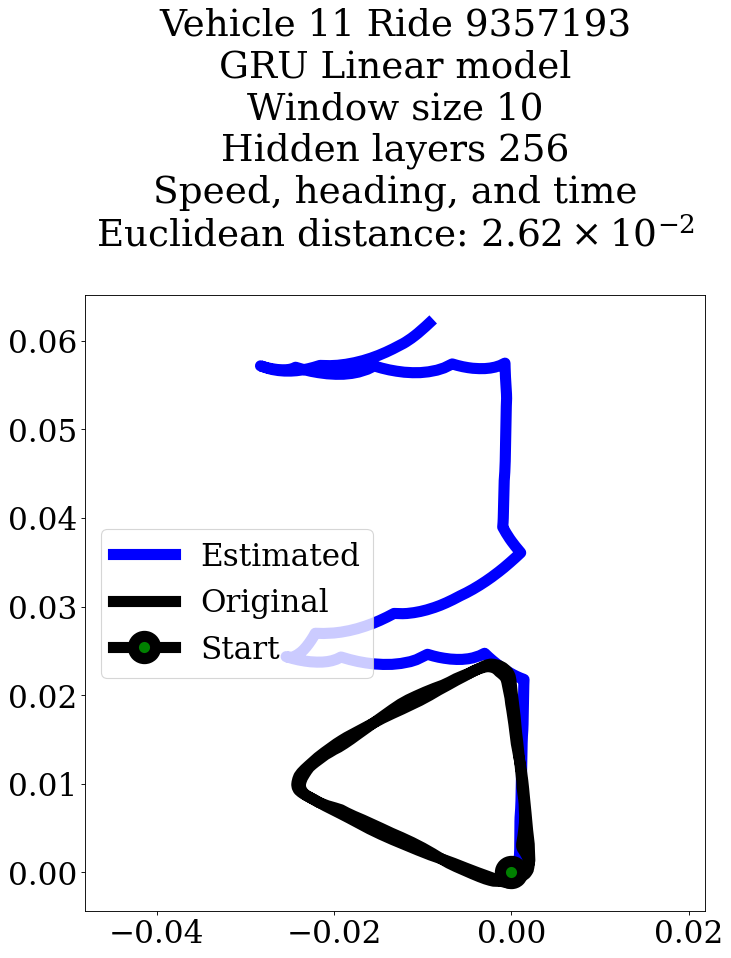 Vehicle 11 Ride 9357193
GRU Linear model
Window size 10
Hidden layers 256
Speed, heading, and time
Euclidean distance: 2.62 × 10⁻²
0.06
0.05
0.04
0.03
0.02
0.01
0.00
Estimated
Original
Start
−0.04
−0.02
0.00
0.02